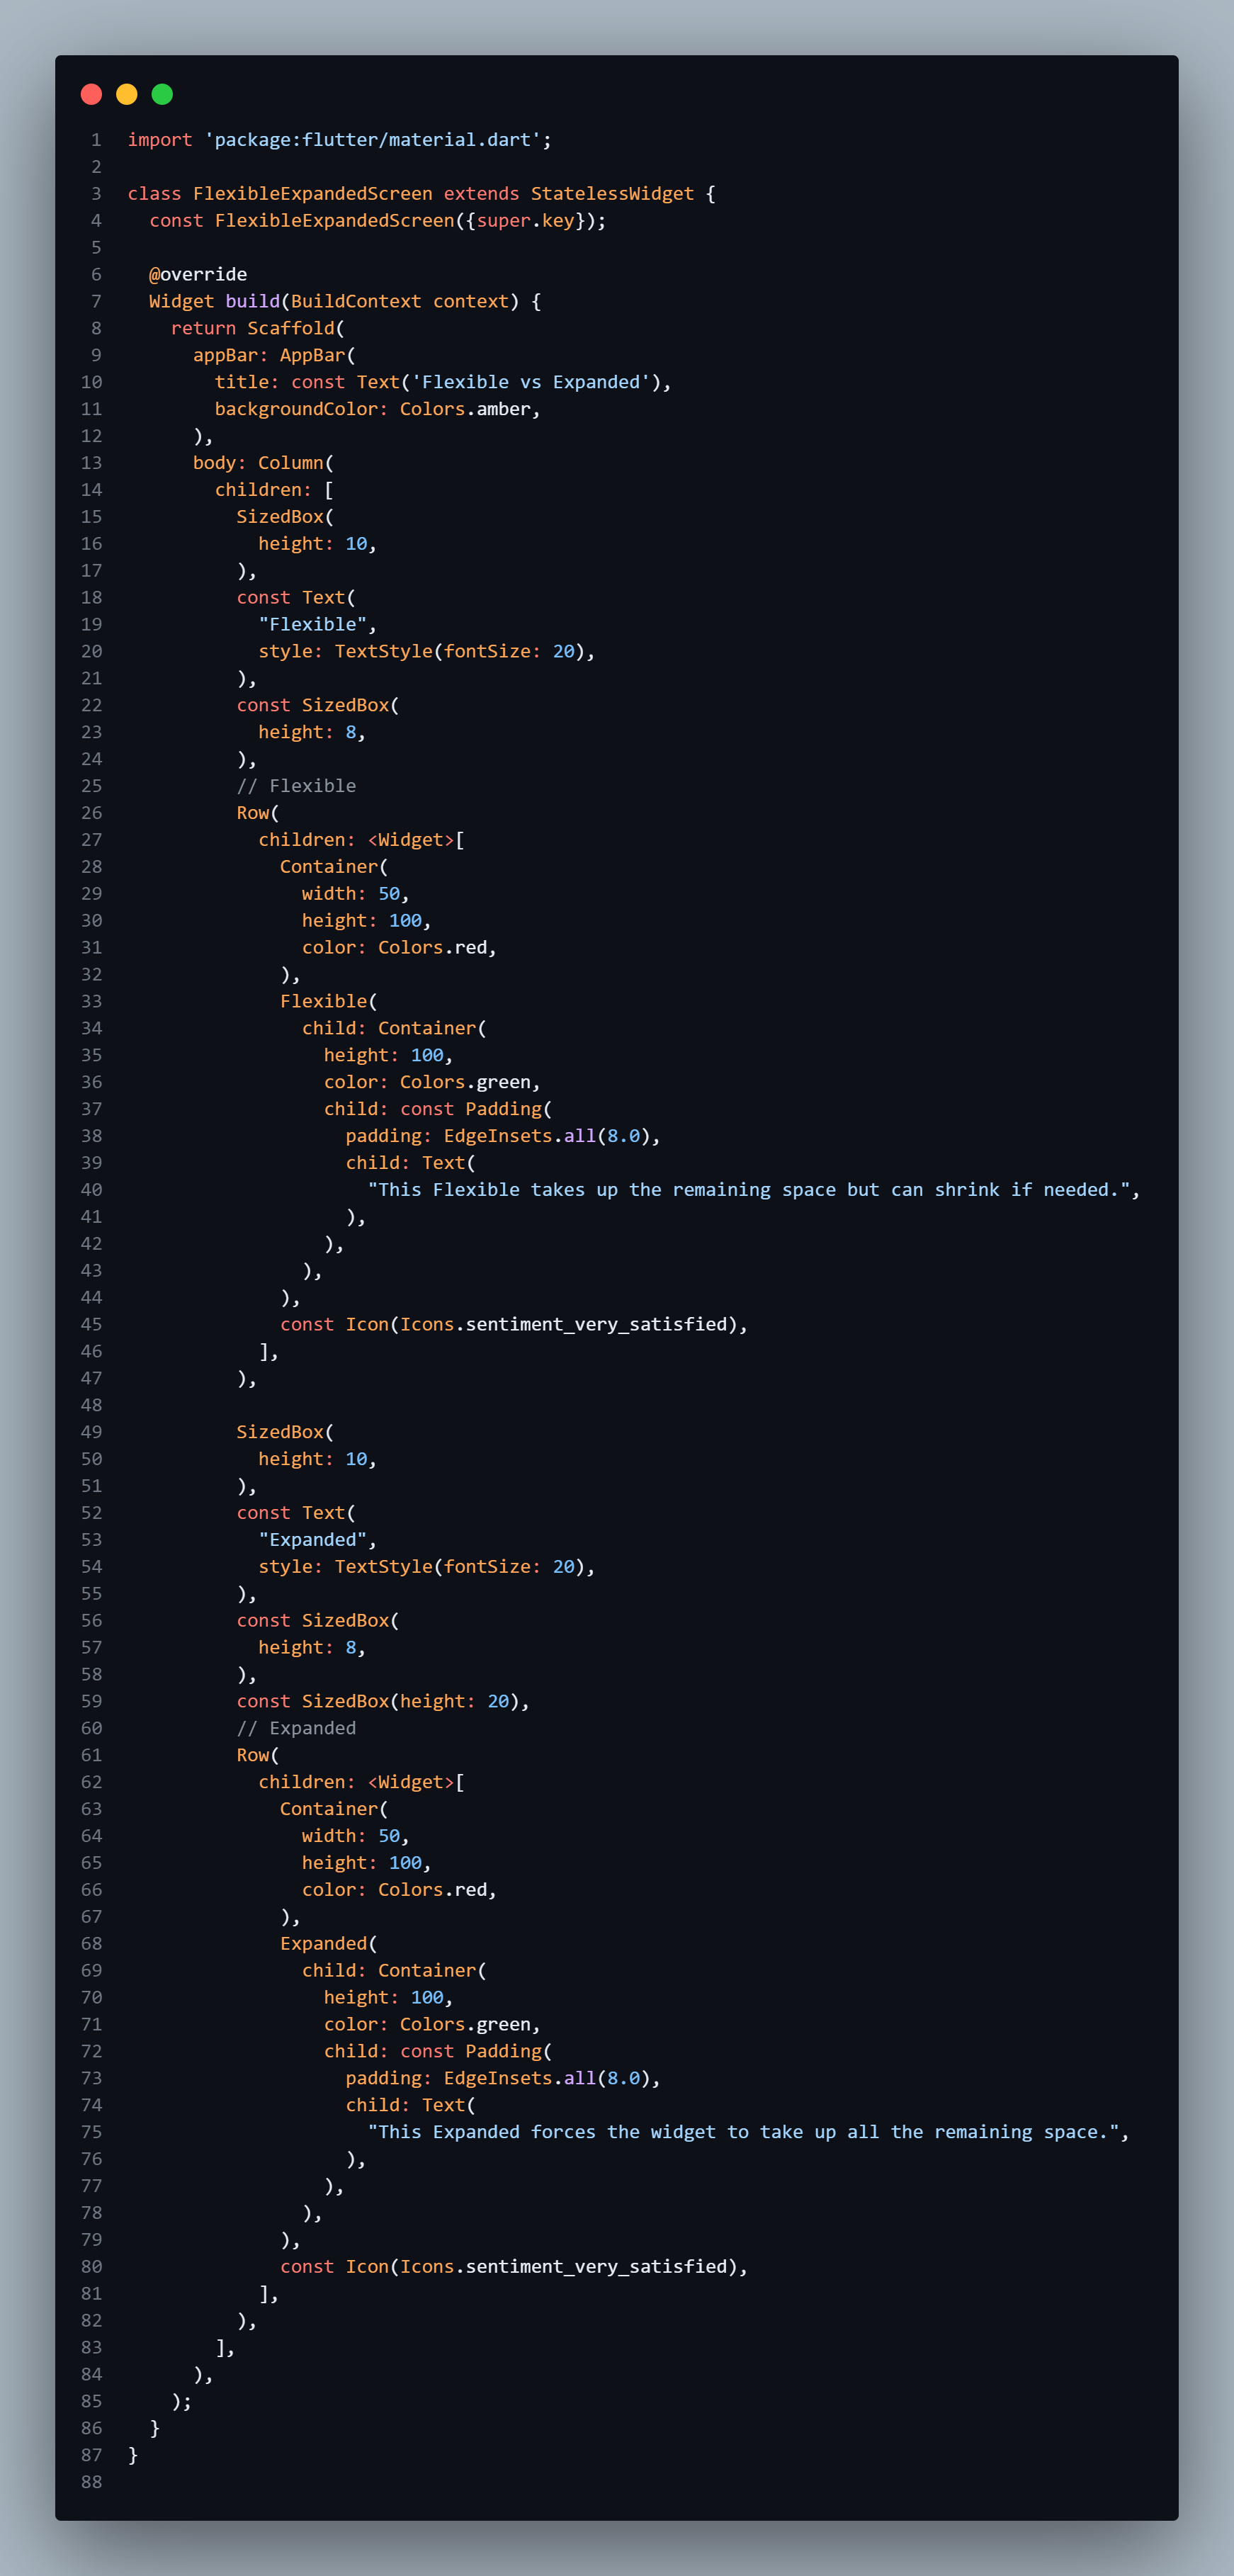 1 import 'package:flutter/material.dart';
2
3 class FlexibleExpandedScreen extends StatelessWidget {
4   const FlexibleExpandedScreen({super.key});
5
6   @override
7   Widget build(BuildContext context) {
8     return Scaffold(
9       appBar: AppBar(
10         title: const Text('Flexible vs Expanded'),
11         backgroundColor: Colors.amber,
12       ),
13       body: Column(
14         children: [
15           SizedBox(
16             height: 10,
17           ),
18           const Text(
19             "Flexible",
20             style: TextStyle(fontSize: 20),
21           ),
22           const SizedBox(
23             height: 8,
24           ),
25           // Flexible
26           Row(
27             children: <Widget>[
28               Container(
29                 width: 50,
30                 height: 100,
31                 color: Colors.red,
32               ),
33               Flexible(
34                 child: Container(
35                   height: 100,
36                   color: Colors.green,
37                   child: const Padding(
38                     padding: EdgeInsets.all(8.0),
39                     child: Text(
40                       "This Flexible takes up the remaining space but can shrink if needed.",
41                     ),
42                   ),
43                 ),
44               ),
45               const Icon(Icons.sentiment_very_satisfied),
46             ],
47           ),
48
49           SizedBox(
50             height: 10,
51           ),
52           const Text(
53             "Expanded",
54             style: TextStyle(fontSize: 20),
55           ),
56           const SizedBox(
57             height: 8,
58           ),
59           const SizedBox(height: 20),
60           // Expanded
61           Row(
62             children: <Widget>[
63               Container(
64                 width: 50,
65                 height: 100,
66                 color: Colors.red,
67               ),
68               Expanded(
69                 child: Container(
70                   height: 100,
71                   color: Colors.green,
72                   child: const Padding(
73                     padding: EdgeInsets.all(8.0),
74                     child: Text(
75                       "This Expanded forces the widget to take up all the remaining space.",
76                     ),
77                   ),
78                 ),
79               ),
80               const Icon(Icons.sentiment_very_satisfied),
81             ],
82           ),
83         ],
84       ),
85     );
86   }
87 }
88